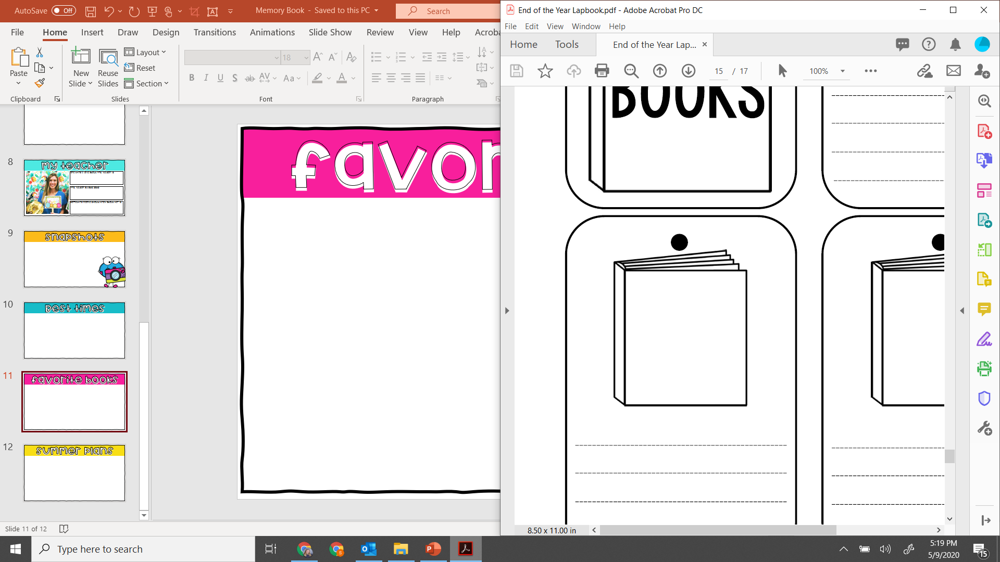 AutoSave Off
Memory Book - Saved to this PC
Search
File Home Insert Draw Design Transitions Animations Slide Show Review View Help Acroba
Paste
New Slide
Reuse Slides
Layout
Reset
Section
18
B I U S ab AV Aa A
Clipboard
Slides
Font
Paragraph
8
my teacher
9
snapshots
10
Best times
11
favorite books
12
summer plans
favor
Slide 11 of 12
End of the Year Lapbook.pdf - Adobe Acrobat Pro DC
File Edit View Window Help
Home Tools End of the Year Lap...
15 / 17
100%
BOOKS
8.50 x 11.00 in
Type here to search
5:19 PM
5/9/2020
15